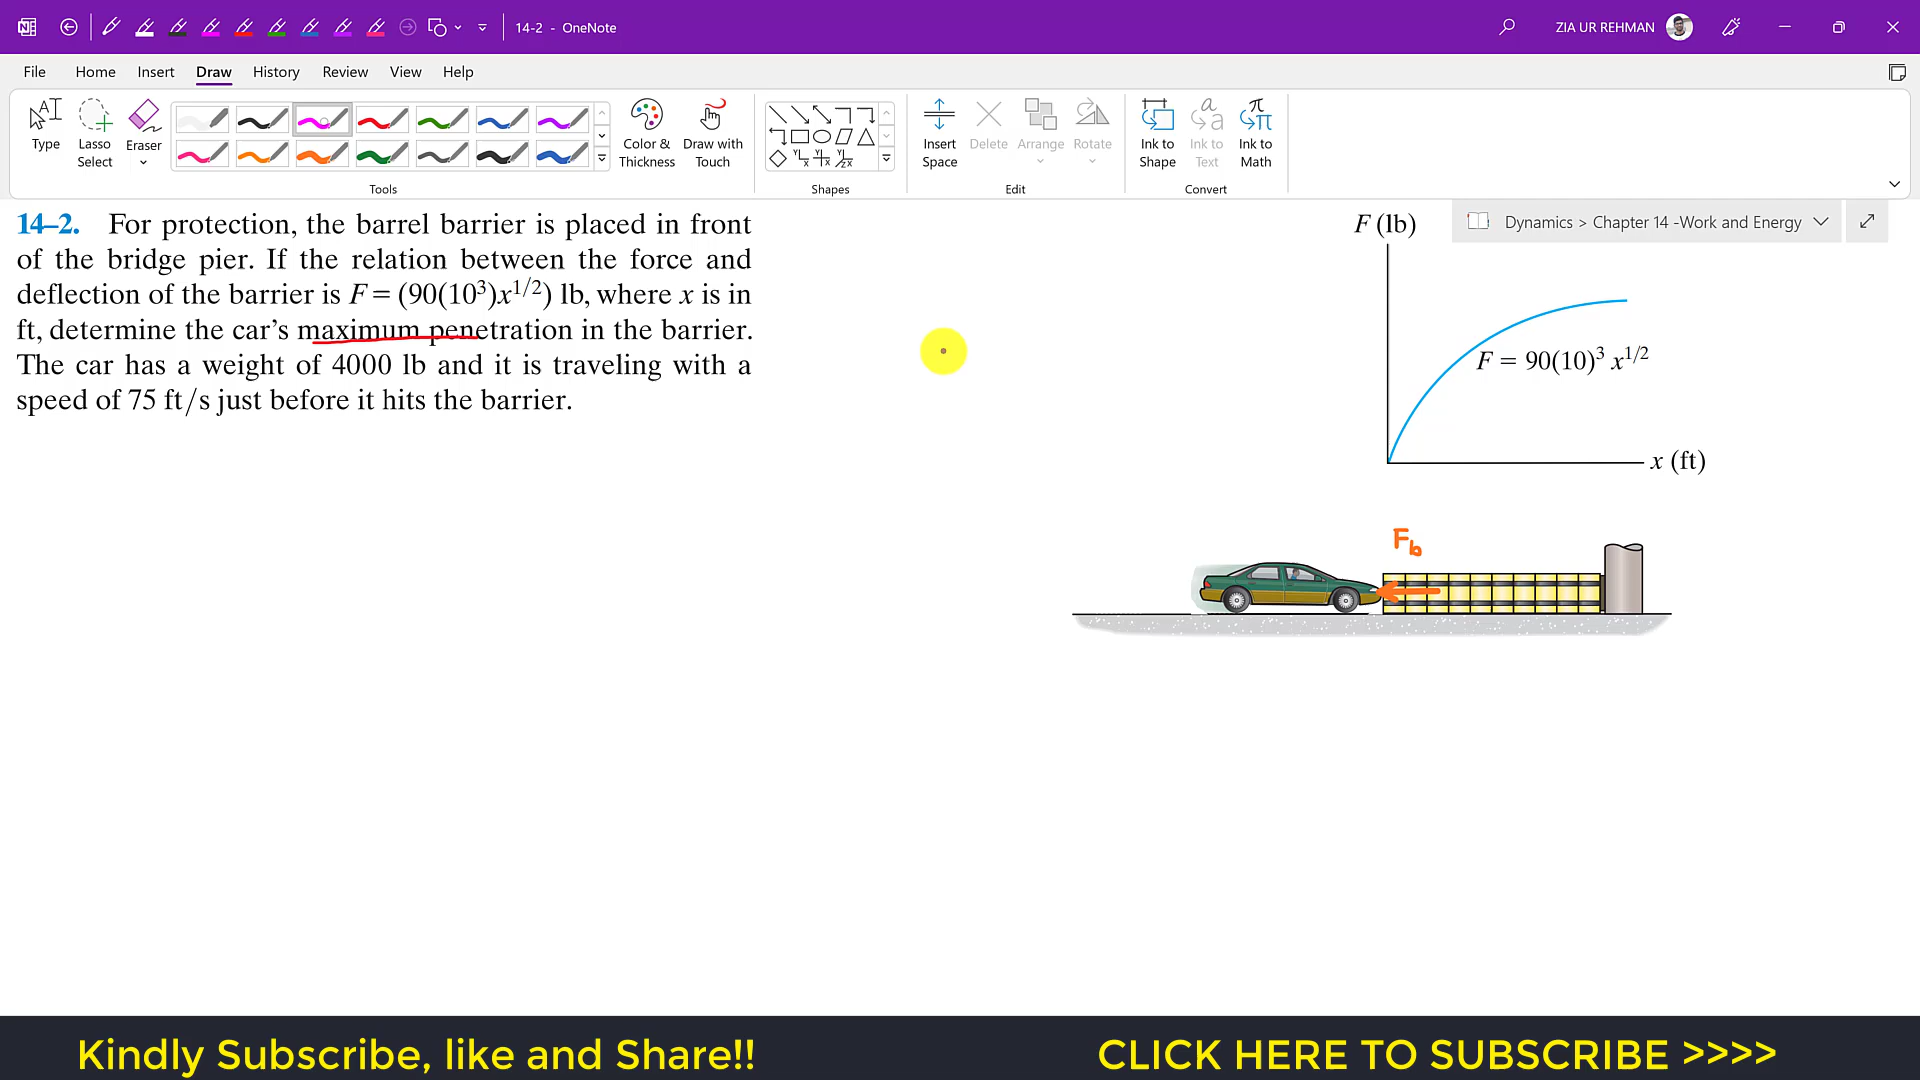 14-2 - OneNote
ZIA UR REHMAN
File Home Insert Draw History Review View Help
Type
Lasso Select
Eraser
Color & Thickness
Draw with Touch
Insert Space
Delete
Arrange
Rotate
Ink to Shape
Ink to Text
Ink to Math
Tools
Shapes
Edit
Convert
Dynamics > Chapter 14 -Work and Energy
14–2. For protection, the barrel barrier is placed in front
of the bridge pier. If the relation between the force and
deflection of the barrier is F = (90(10³)x^1/2) lb, where x is in
ft, determine the car's maximum penetration in the barrier.
The car has a weight of 4000 lb and it is traveling with a
speed of 75 ft/s just before it hits the barrier.
F (lb)
F = 90(10)³ x^1/2
x (ft)
Fb
Kindly Subscribe, like and Share!!
CLICK HERE TO SUBSCRIBE >>>>